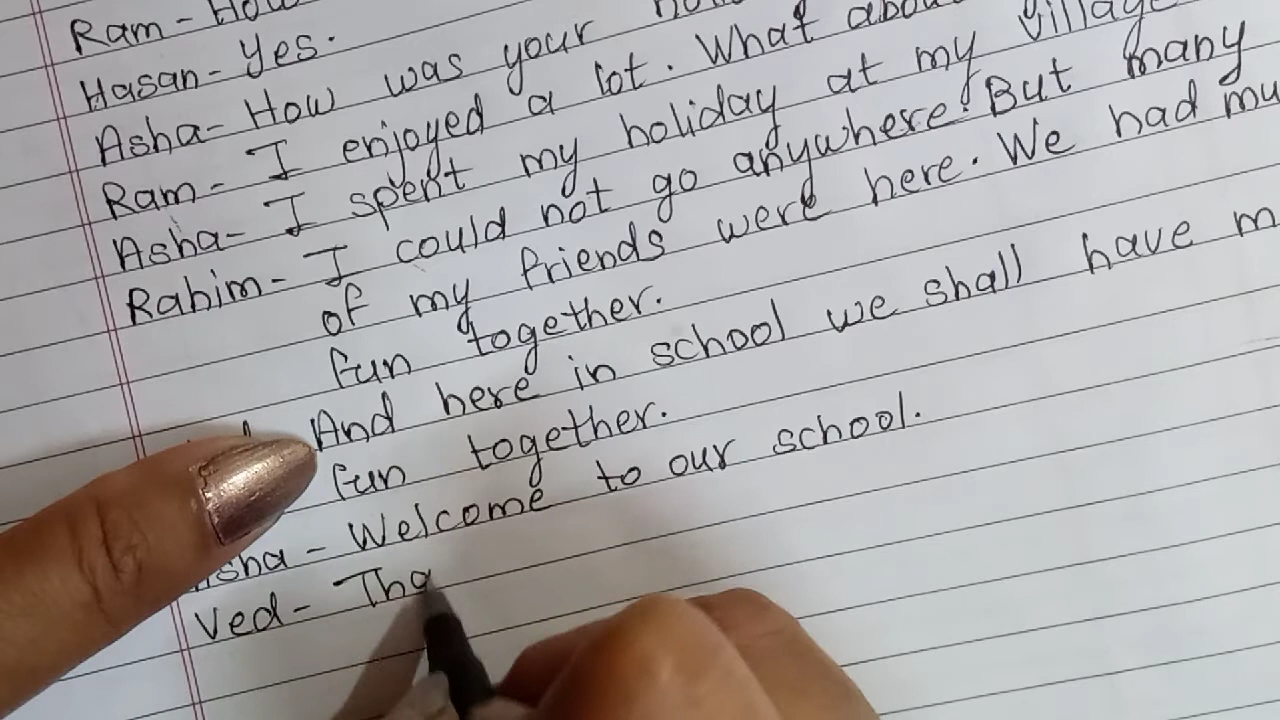 Ram - How
Hasan - Yes.
Asha - How was your
Ram - I enjoyed a lot. What about
Asha - I spent my holiday at my village
Rahim - I could not go anywhere. But many
of my friends were here. We had mu
fun together.
And here in school we shall have m
fun together.
Asha - Welcome to our school.
Ved - Tha